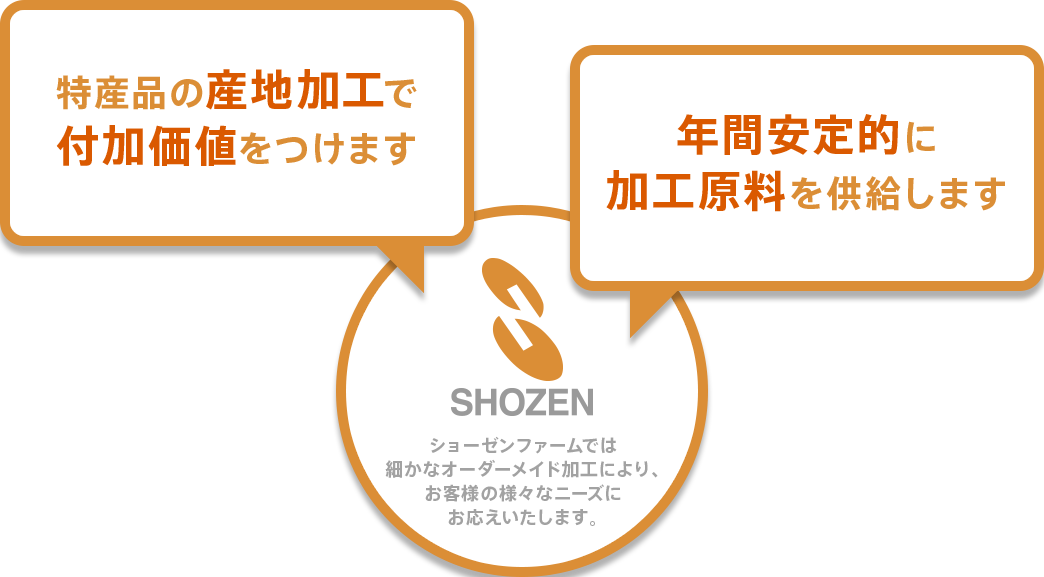 特産品の産地加工で
付加価値をつけます
年間安定的に
加工原料を供給します
SHOZEN
ショーゼンファームでは
細かなオーダーメイド加工により、
お客様の様々なニーズに
お応えいたします。